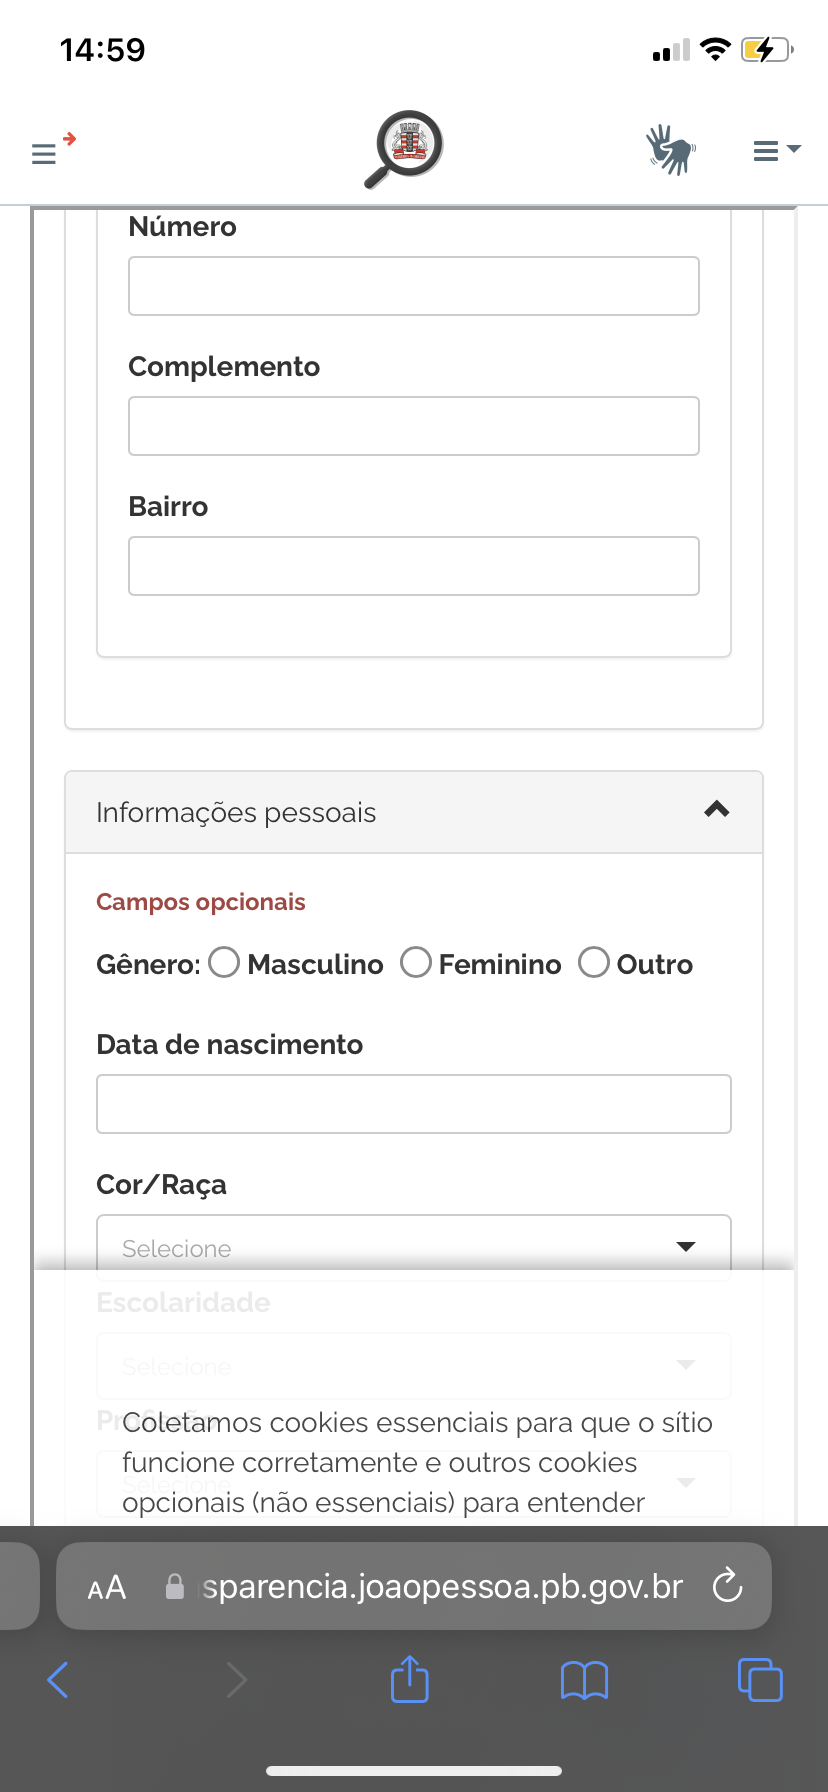 14:59
Número
Complemento
Bairro
Informações pessoais
Campos opcionais
Gênero: Masculino Feminino Outro
Data de nascimento
Cor/Raça
Selecione
Escolaridade
Selecione
Coletamos cookies essenciais para que o sítio
funcione corretamente e outros cookies
opcionais (não essenciais) para entender
AA sparencia.joaopessoa.pb.gov.br